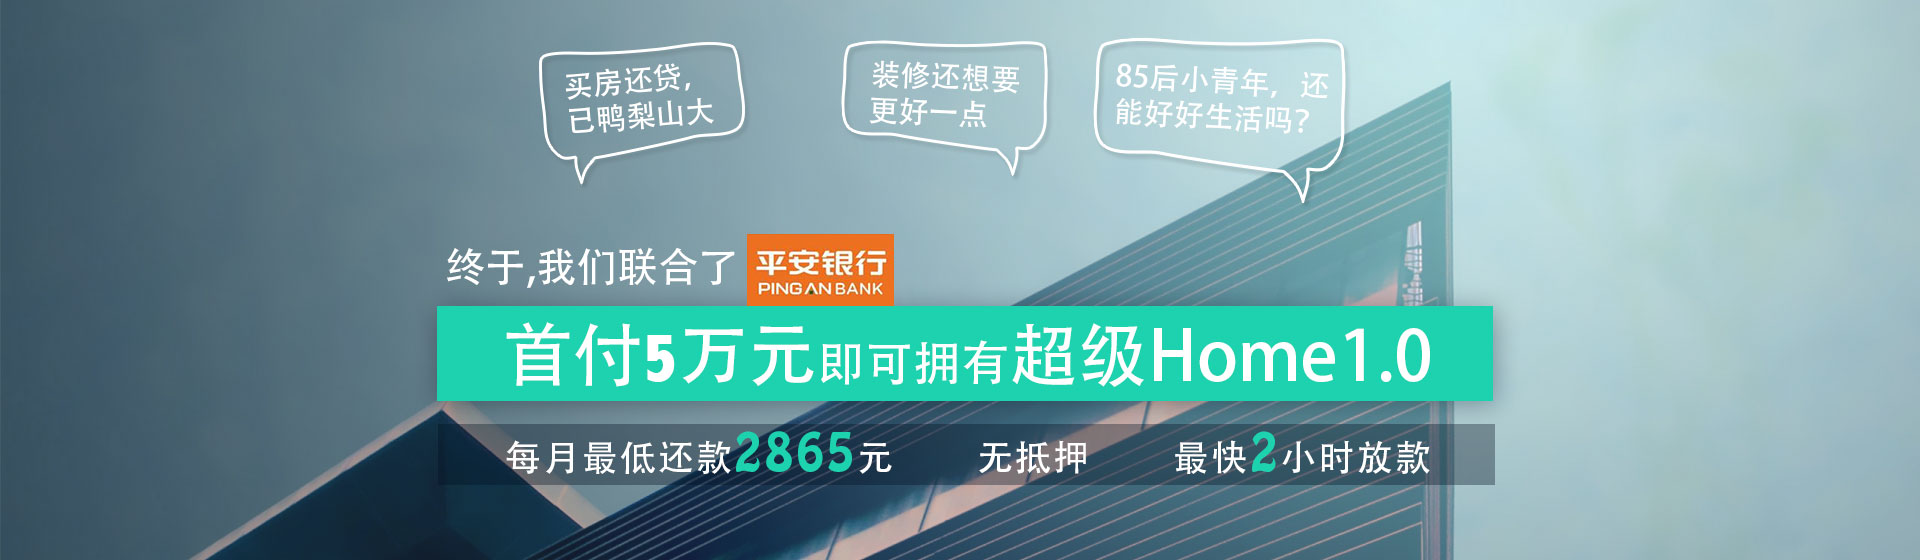 买房还贷，
已鸭梨山大
装修还想要
更好一点
85后小青年，还
能好好生活吗？
终于,我们联合了
平安银行
PINGAN BANK
首付5万元即可拥有超级Home1.0
每月最低还款2865元 无抵押 最快2小时放款